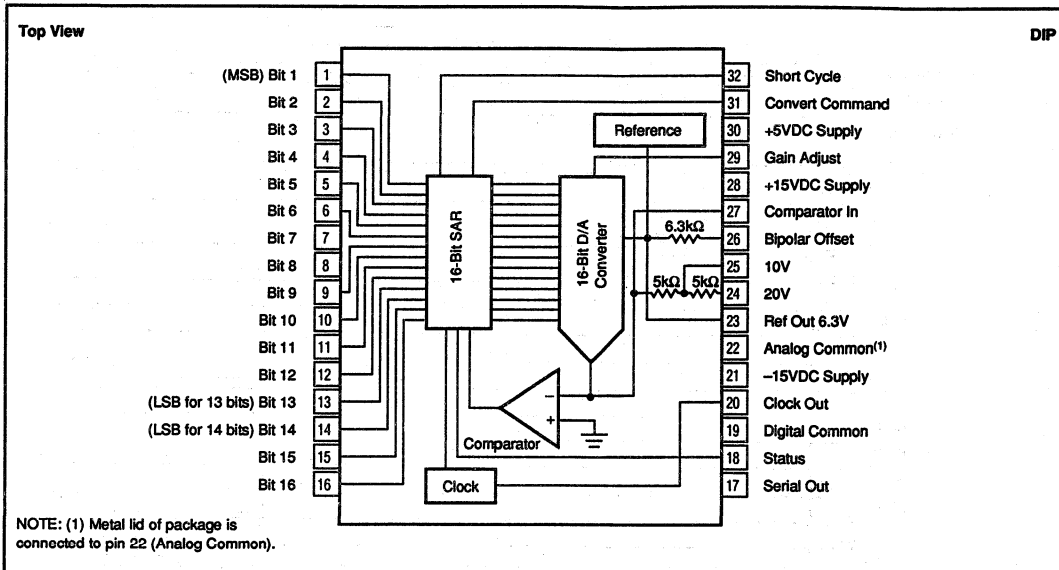 Top View
DIP
(MSB) Bit 1
Bit 2
Bit 3
Bit 4
Bit 5
Bit 6
Bit 7
Bit 8
Bit 9
Bit 10
Bit 11
Bit 12
(LSB for 13 bits) Bit 13
(LSB for 14 bits) Bit 14
Bit 15
Bit 16
1
2
3
4
5
6
7
8
9
10
11
12
13
14
15
16
16-Bit SAR
16-Bit D/A
Converter
Reference
6.3kΩ
5kΩ
5kΩ
–
+
Comparator
Clock
32 Short Cycle
31 Convert Command
30 +5VDC Supply
29 Gain Adjust
28 +15VDC Supply
27 Comparator In
26 Bipolar Offset
25 10V
24 20V
23 Ref Out 6.3V
22 Analog Common(1)
21 –15VDC Supply
20 Clock Out
19 Digital Common
18 Status
17 Serial Out
NOTE: (1) Metal lid of package is
connected to pin 22 (Analog Common).